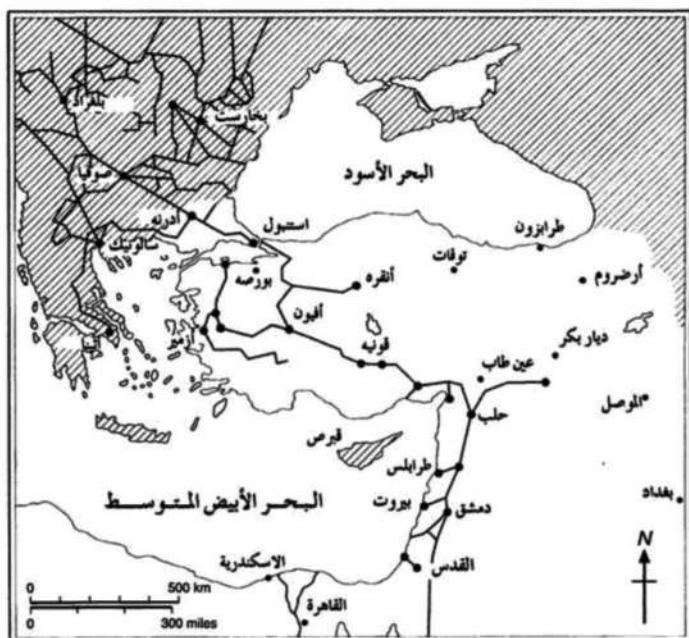 بلغراد
بخارست
صوفيا
البحر الأسود
أدرنه
استنبول
طرابزون
سالونيك
توقات
أنقره
بورصه
أرضروم
أفيون
أزمير
أثينا
ديار بكر
قونيه
عين طاب
الموصل
حلب
قبرص
طرابلس
بغداد
البحر الأبيض المتوسط
بيروت
دمشق
N
القدس
الاسكندرية
القاهرة
0 500 km
0 300 miles